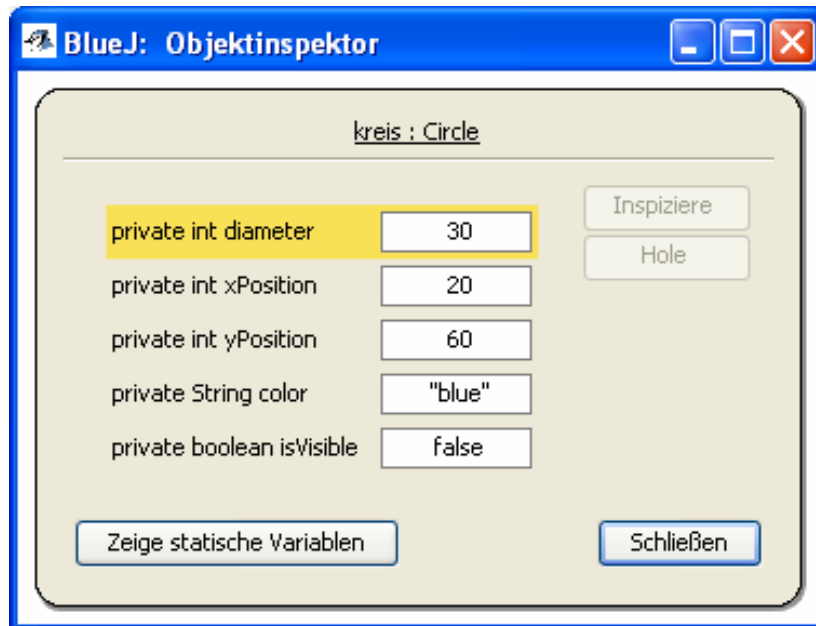 BlueJ: Objektinspektor
kreis : Circle
private int diameter 30
private int xPosition 20
private int yPosition 60
private String color "blue"
private boolean isVisible false
Inspiziere
Hole
Zeige statische Variablen
Schließen